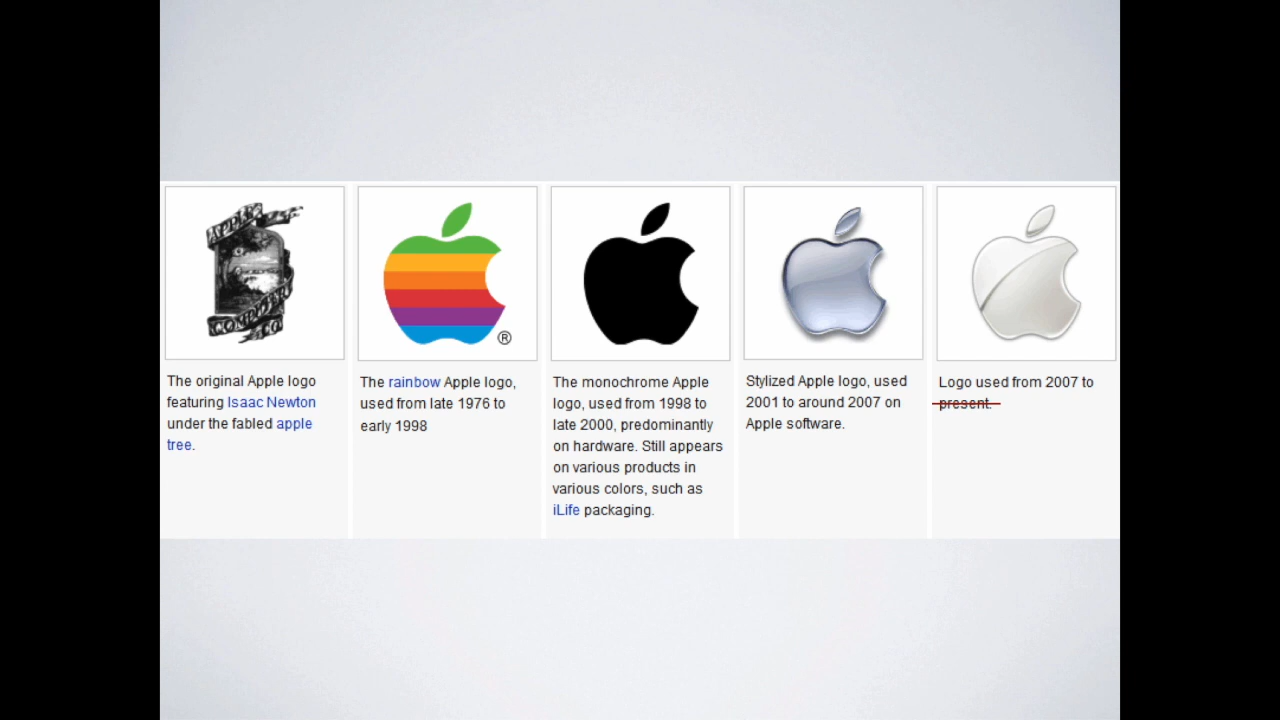 APPLE
COMPUTER
CO.
®
The original Apple logo
featuring Isaac Newton
under the fabled apple
tree.
The rainbow Apple logo,
used from late 1976 to
early 1998
The monochrome Apple
logo, used from 1998 to
late 2000, predominantly
on hardware. Still appears
on various products in
various colors, such as
iLife packaging.
Stylized Apple logo, used
2001 to around 2007 on
Apple software.
Logo used from 2007 to
present.